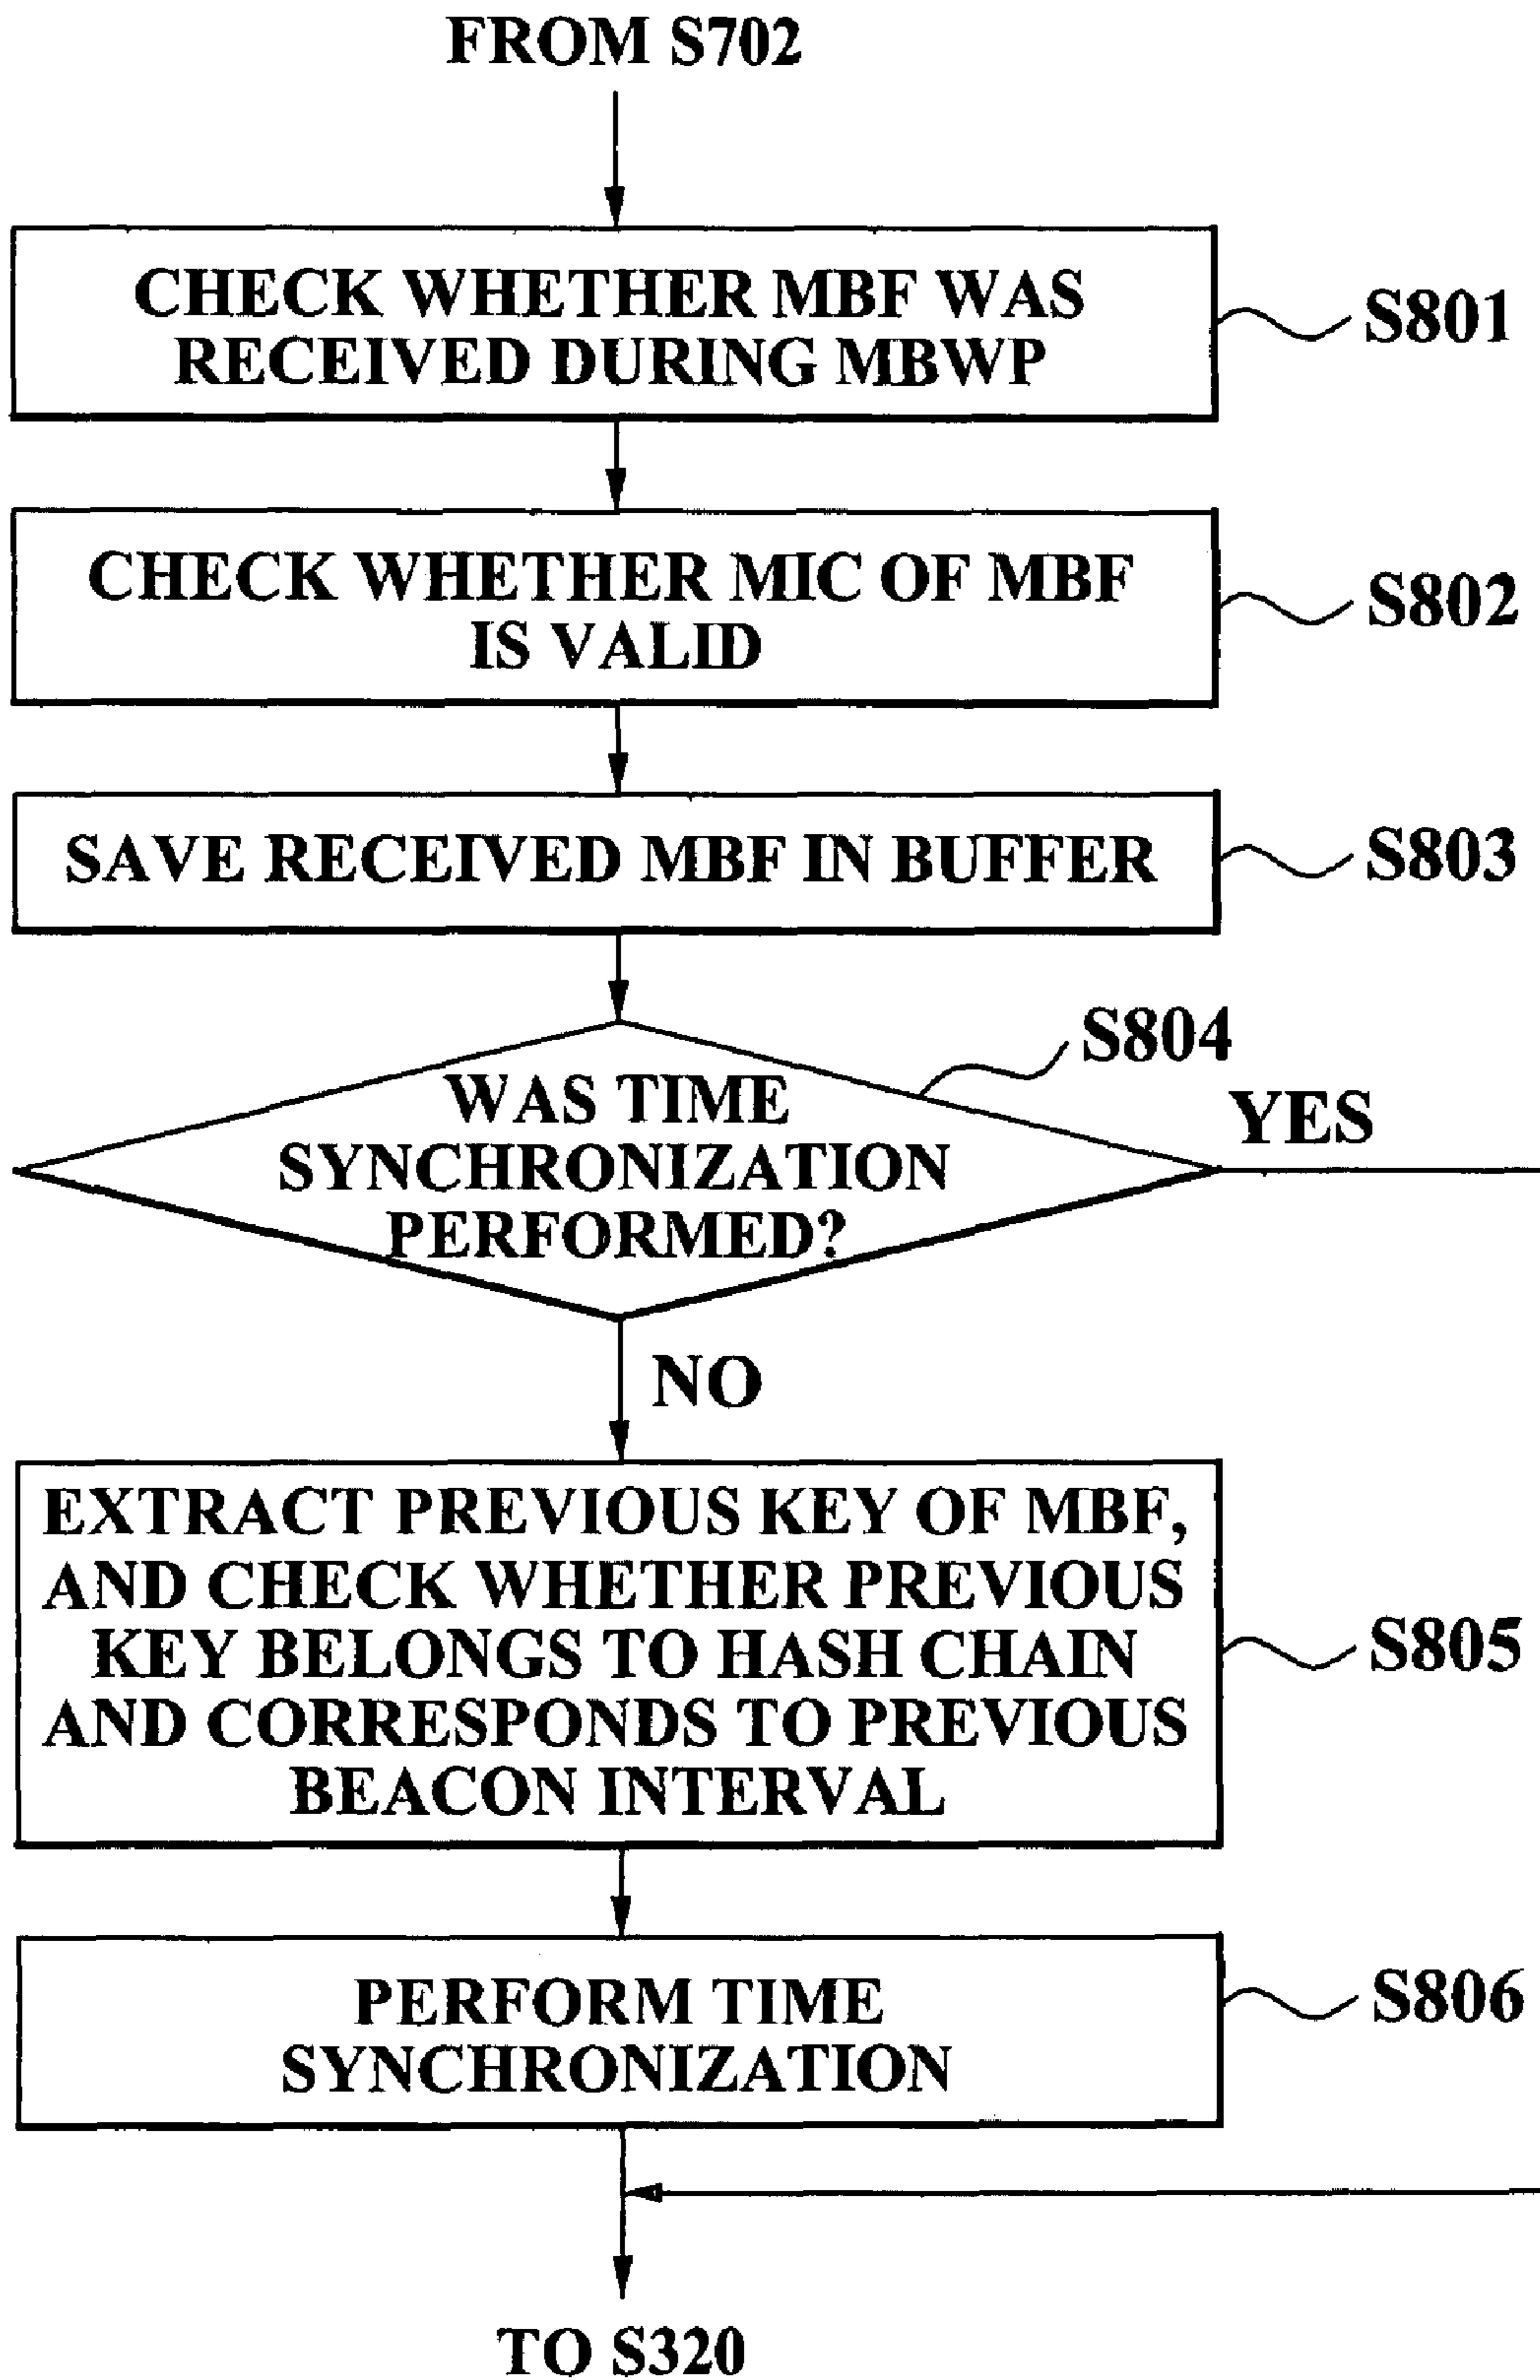 FROM S702
CHECK WHETHER MBF WAS
RECEIVED DURING MBWP
S801
CHECK WHETHER MIC OF MBF
IS VALID
S802
SAVE RECEIVED MBF IN BUFFER
S803
S804
WAS TIME
SYNCHRONIZATION
PERFORMED?
YES
NO
EXTRACT PREVIOUS KEY OF MBF,
AND CHECK WHETHER PREVIOUS
KEY BELONGS TO HASH CHAIN
AND CORRESPONDS TO PREVIOUS
BEACON INTERVAL
S805
PERFORM TIME
SYNCHRONIZATION
S806
TO S320